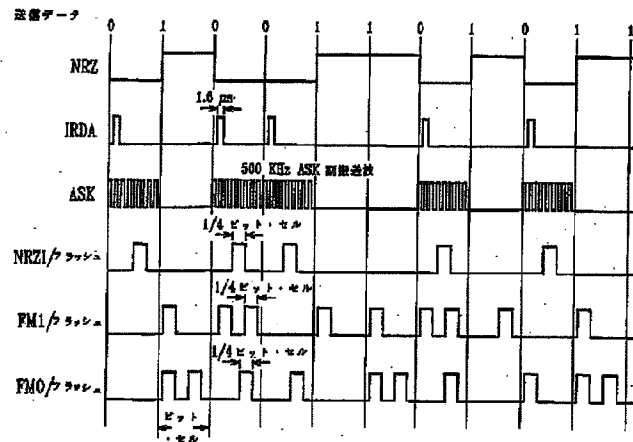 送信データ
0 1 0 0 1 1 0 1 0 1 1
NRZ
1.6 μs
IRDA
500 KHz ASK 副搬送波
ASK
1/4 ビット・セル
NRZI/フラッシュ
1/4 ビット・セル
FM1/フラッシュ
1/4 ビット・セル
FM0/フラッシュ
ビット
・セル